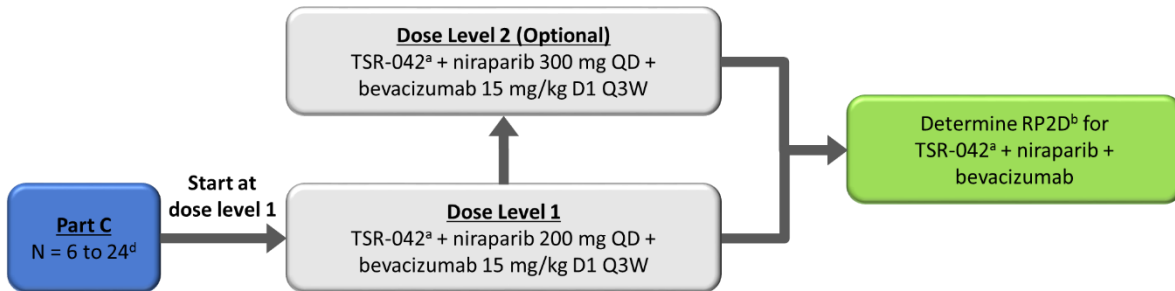 Part C
N = 6 to 24ᵈ
Start at
dose level 1
Dose Level 2 (Optional)
TSR-042ᵃ + niraparib 300 mg QD +
bevacizumab 15 mg/kg D1 Q3W
Dose Level 1
TSR-042ᵃ + niraparib 200 mg QD +
bevacizumab 15 mg/kg D1 Q3W
Determine RP2Dᵇ for
TSR-042ᵃ + niraparib +
bevacizumab